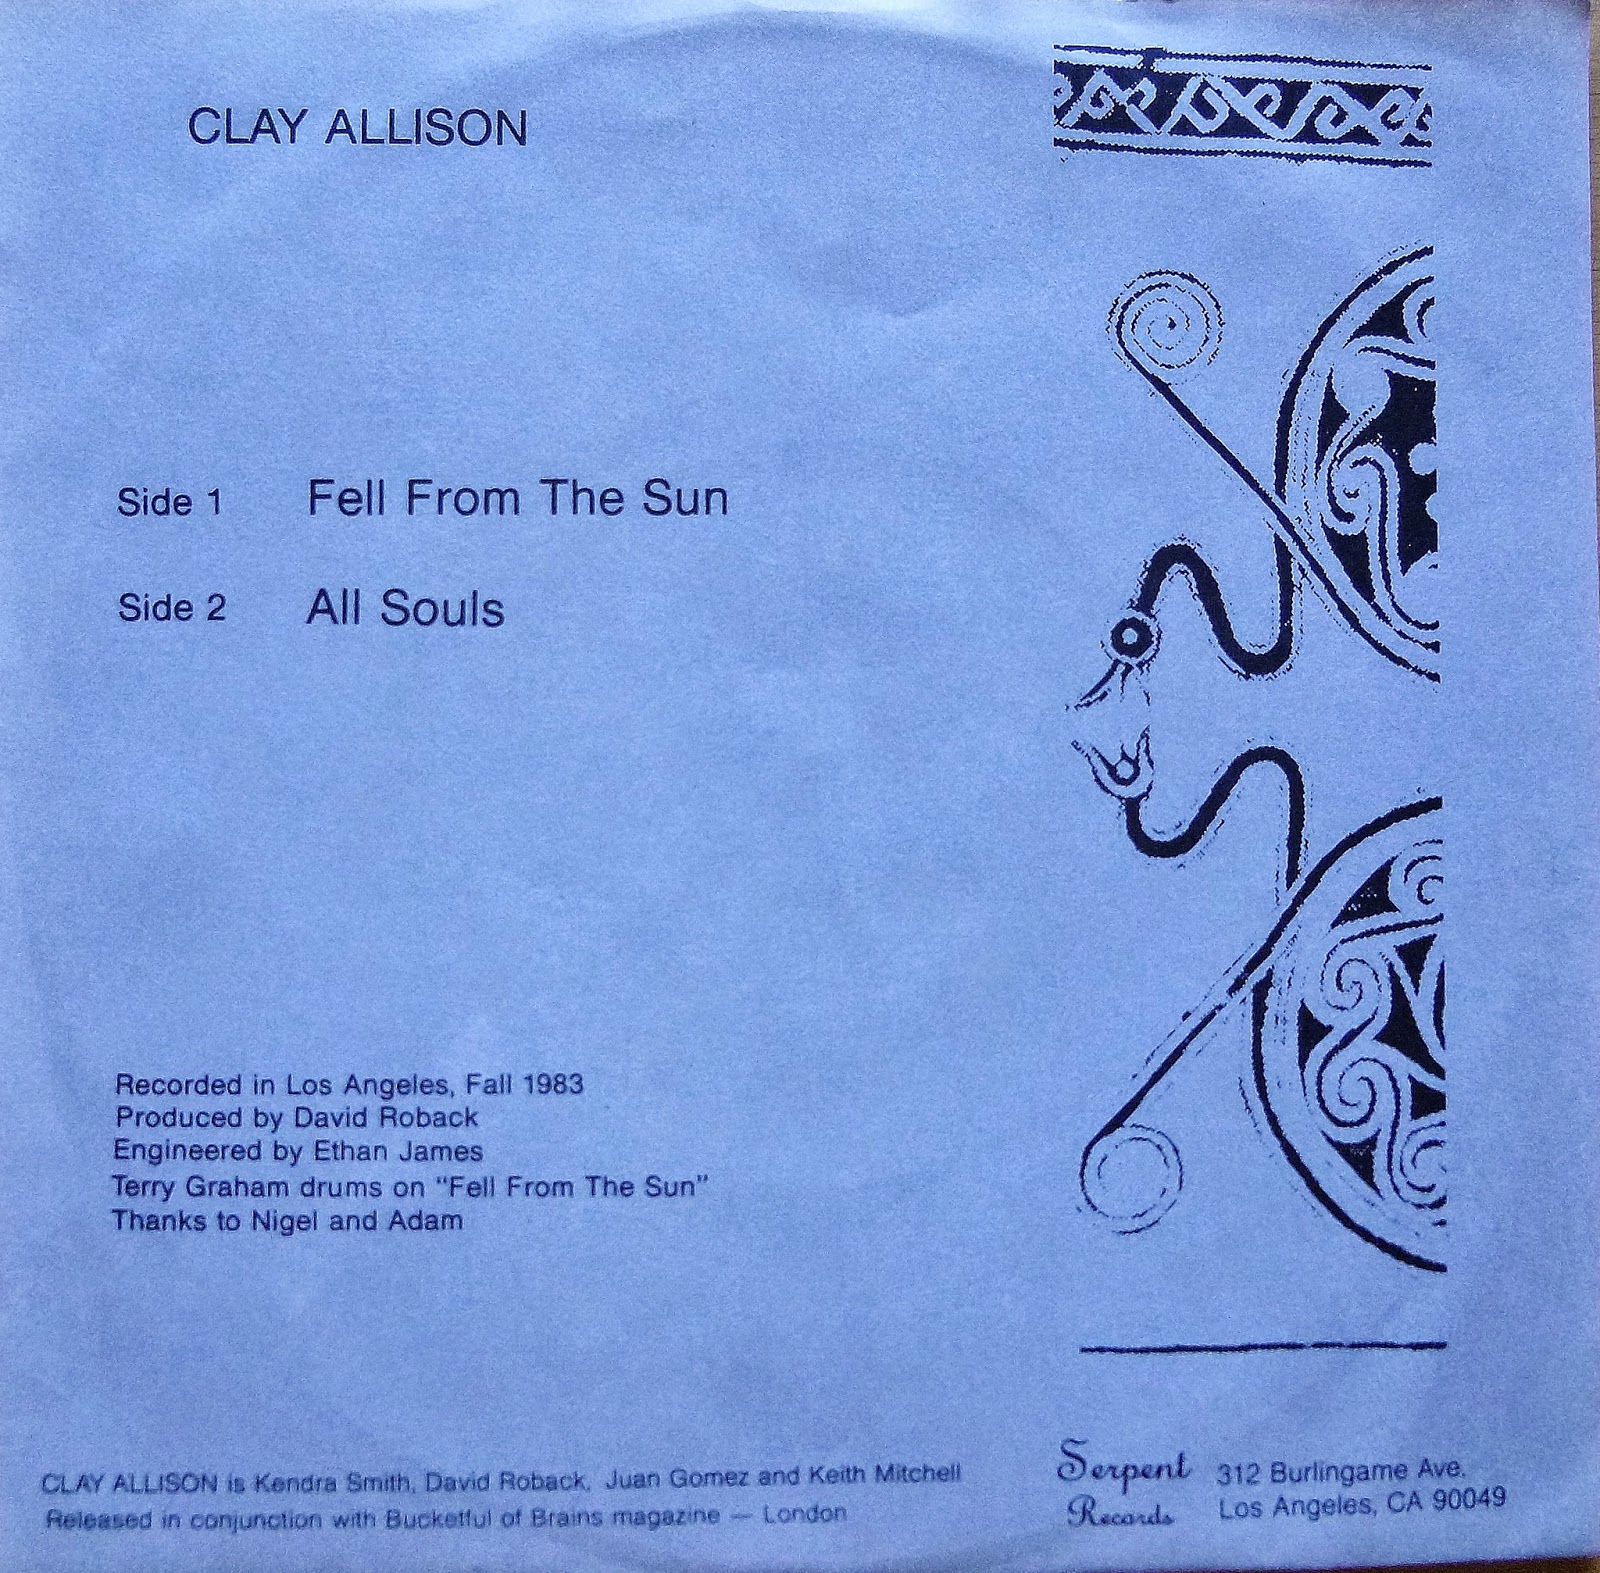 CLAY ALLISON
Side 1 Fell From The Sun
Side 2 All Souls
Recorded in Los Angeles, Fall 1983
Produced by David Roback
Engineered by Ethan James
Terry Graham drums on "Fell From The Sun"
Thanks to Nigel and Adam
CLAY ALLISON is Kendra Smith, David Roback, Juan Gomez and Keith Mitchell
Released in conjunction with Bucketful of Brains magazine — London
Serpent
Records
312 Burlingame Ave.
Los Angeles, CA 90049